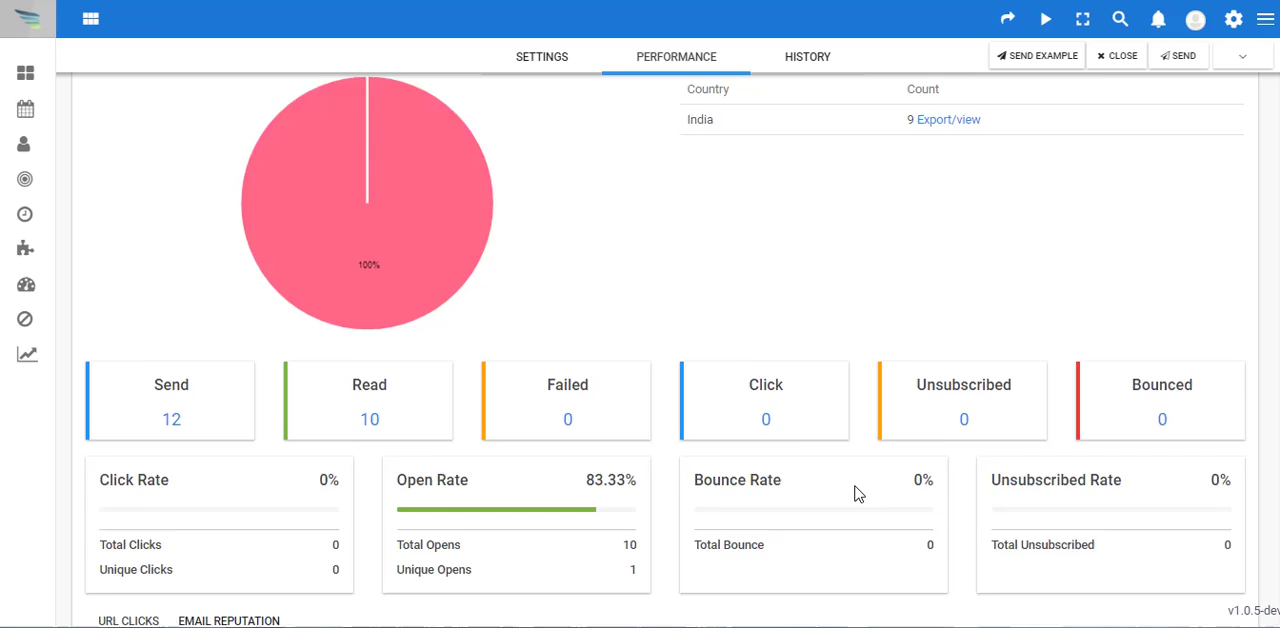 SETTINGS PERFORMANCE HISTORY SEND EXAMPLE CLOSE SEND
Country Count
India 9 Export/view
100%
Send Read Failed Click Unsubscribed Bounced
12 10 0 0 0 0
Click Rate 0% Open Rate 83.33% Bounce Rate 0% Unsubscribed Rate 0%
Total Clicks 0 Total Opens 10 Total Bounce 0 Total Unsubscribed 0
Unique Clicks 0 Unique Opens 1
v1.0.5-dev
URL CLICKS EMAIL REPUTATION